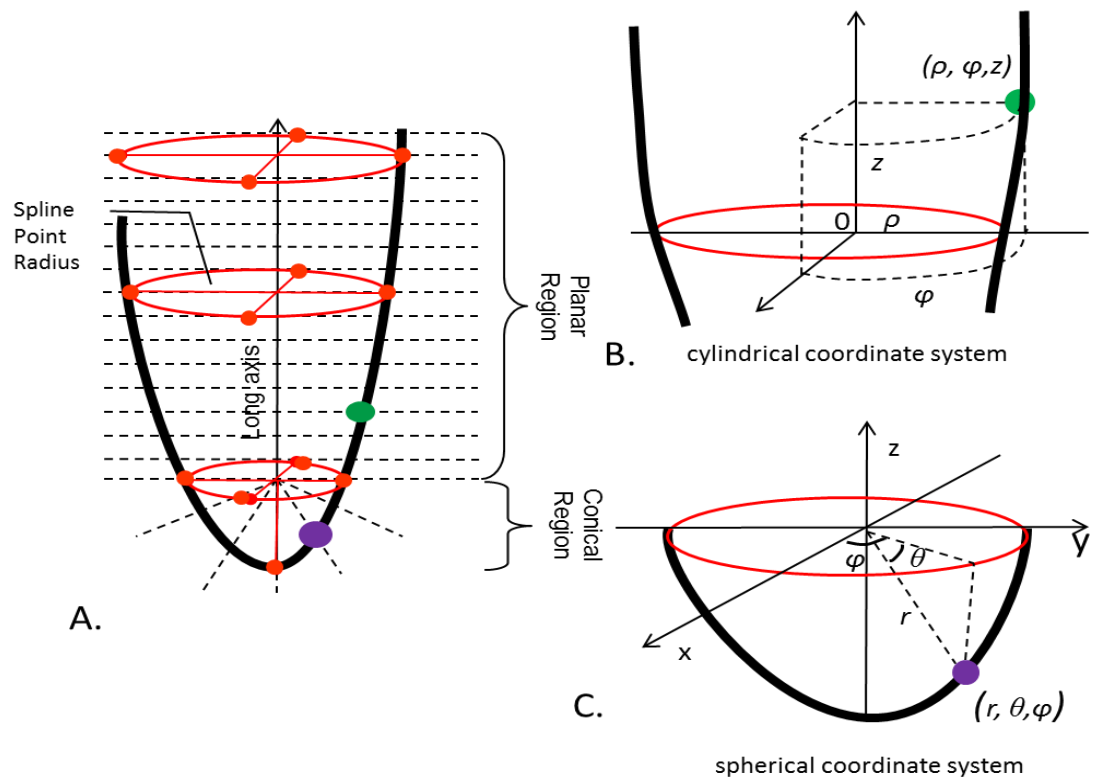 Spline
Point
Radius
Long axis
Planar
Region
Conical
Region
A.
(ρ, φ,z)
z
0
ρ
φ
B.
cylindrical coordinate system
z
y
φ
θ
r
x
C.
(r, θ,φ)
spherical coordinate system